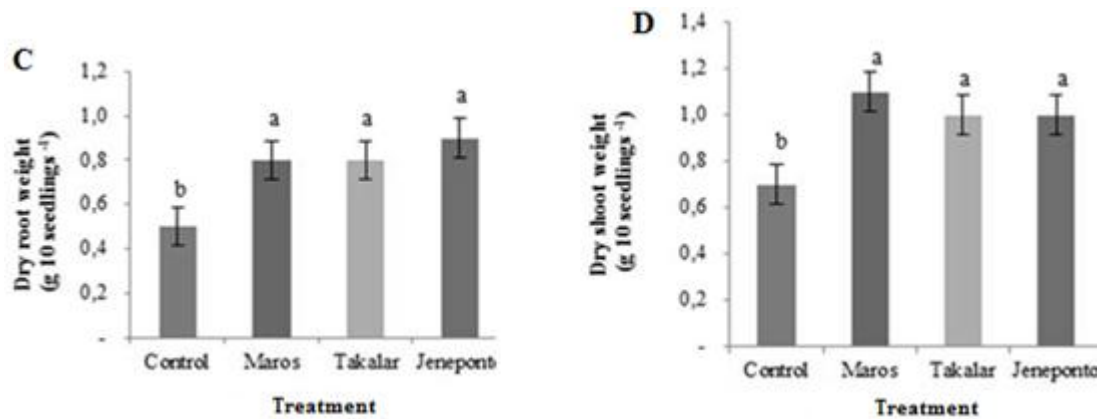 C
Dry root weight
(g 10 seedlings⁻¹)
1,2
1,0
0,8
0,6
0,4
0,2
-
b
a
a
a
Control
Maros
Takalar
Jeneponto
Treatment
D
Dry shoot weight
(g 10 seedlings⁻¹)
1,4
1,2
1,0
0,8
0,6
0,4
0,2
-
b
a
a
a
Control
Maros
Takalar
Jeneponto
Treatment